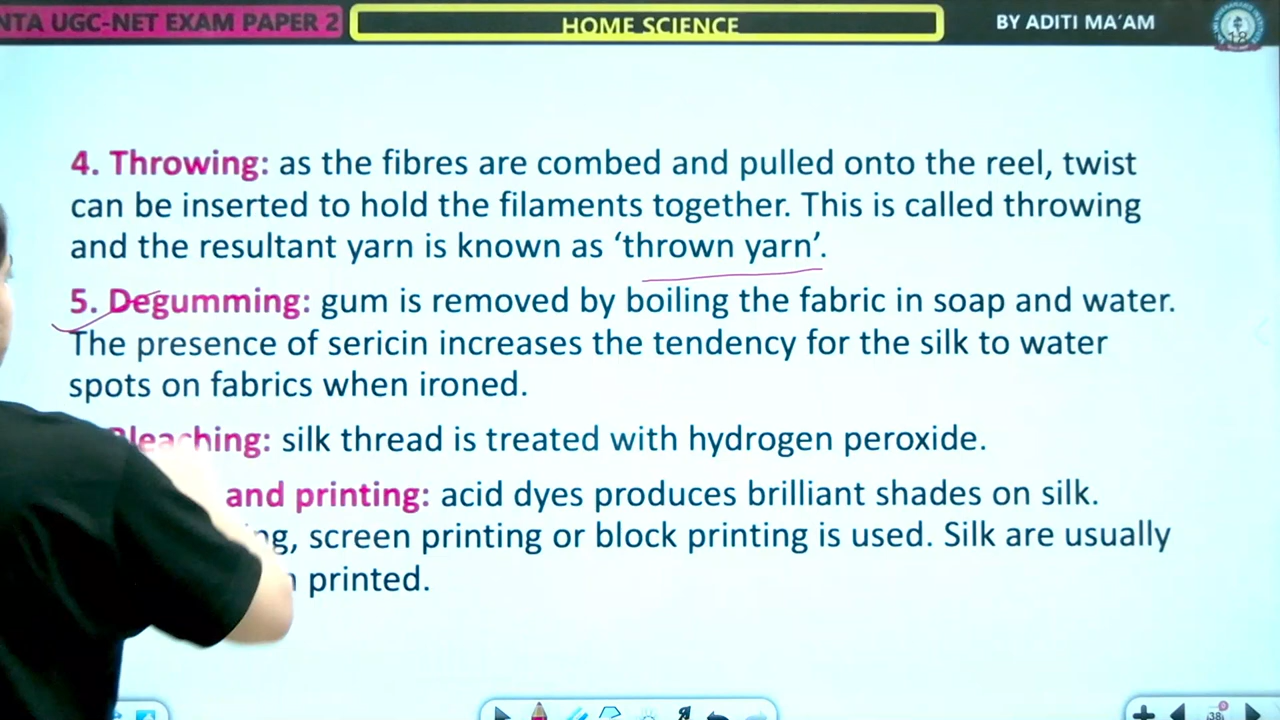 NTA UGC-NET EXAM PAPER 2
HOME SCIENCE
BY ADITI MA'AM
18
4. Throwing: as the fibres are combed and pulled onto the reel, twist
can be inserted to hold the filaments together. This is called throwing
and the resultant yarn is known as ‘thrown yarn’.
5. Degumming: gum is removed by boiling the fabric in soap and water.
The presence of sericin increases the tendency for the silk to water
spots on fabrics when ironed.
Bleaching: silk thread is treated with hydrogen peroxide.
and printing: acid dyes produces brilliant shades on silk.
screen printing or block printing is used. Silk are usually
printed.
38